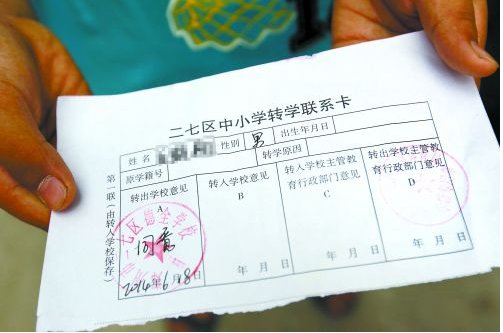 二七区中小学转学联系卡
姓名 性别 男 出生年月日
原学籍号 转学原因
转出学校意见 A
转入学校意见 B
转入学校主管教育行政部门意见 C
转出学校主管教育行政部门意见 D
同意
2014 6 18
年 月 日
年 月 日
年 月 日
第一联（由转入学校保存）